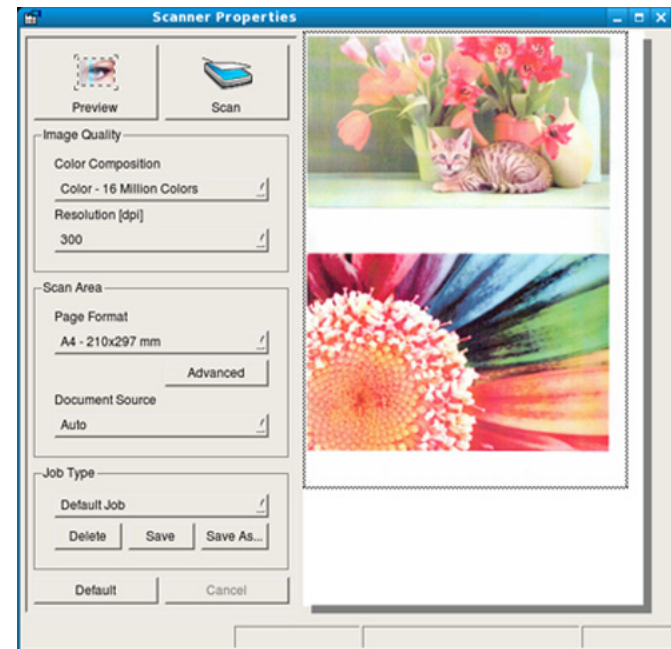 Scanner Properties
Preview Scan
Image Quality
Color Composition
Color - 16 Million Colors
Resolution [dpi]
300
Scan Area
Page Format
A4 - 210x297 mm
Advanced
Document Source
Auto
Job Type
Default Job
Delete Save Save As...
Default Cancel